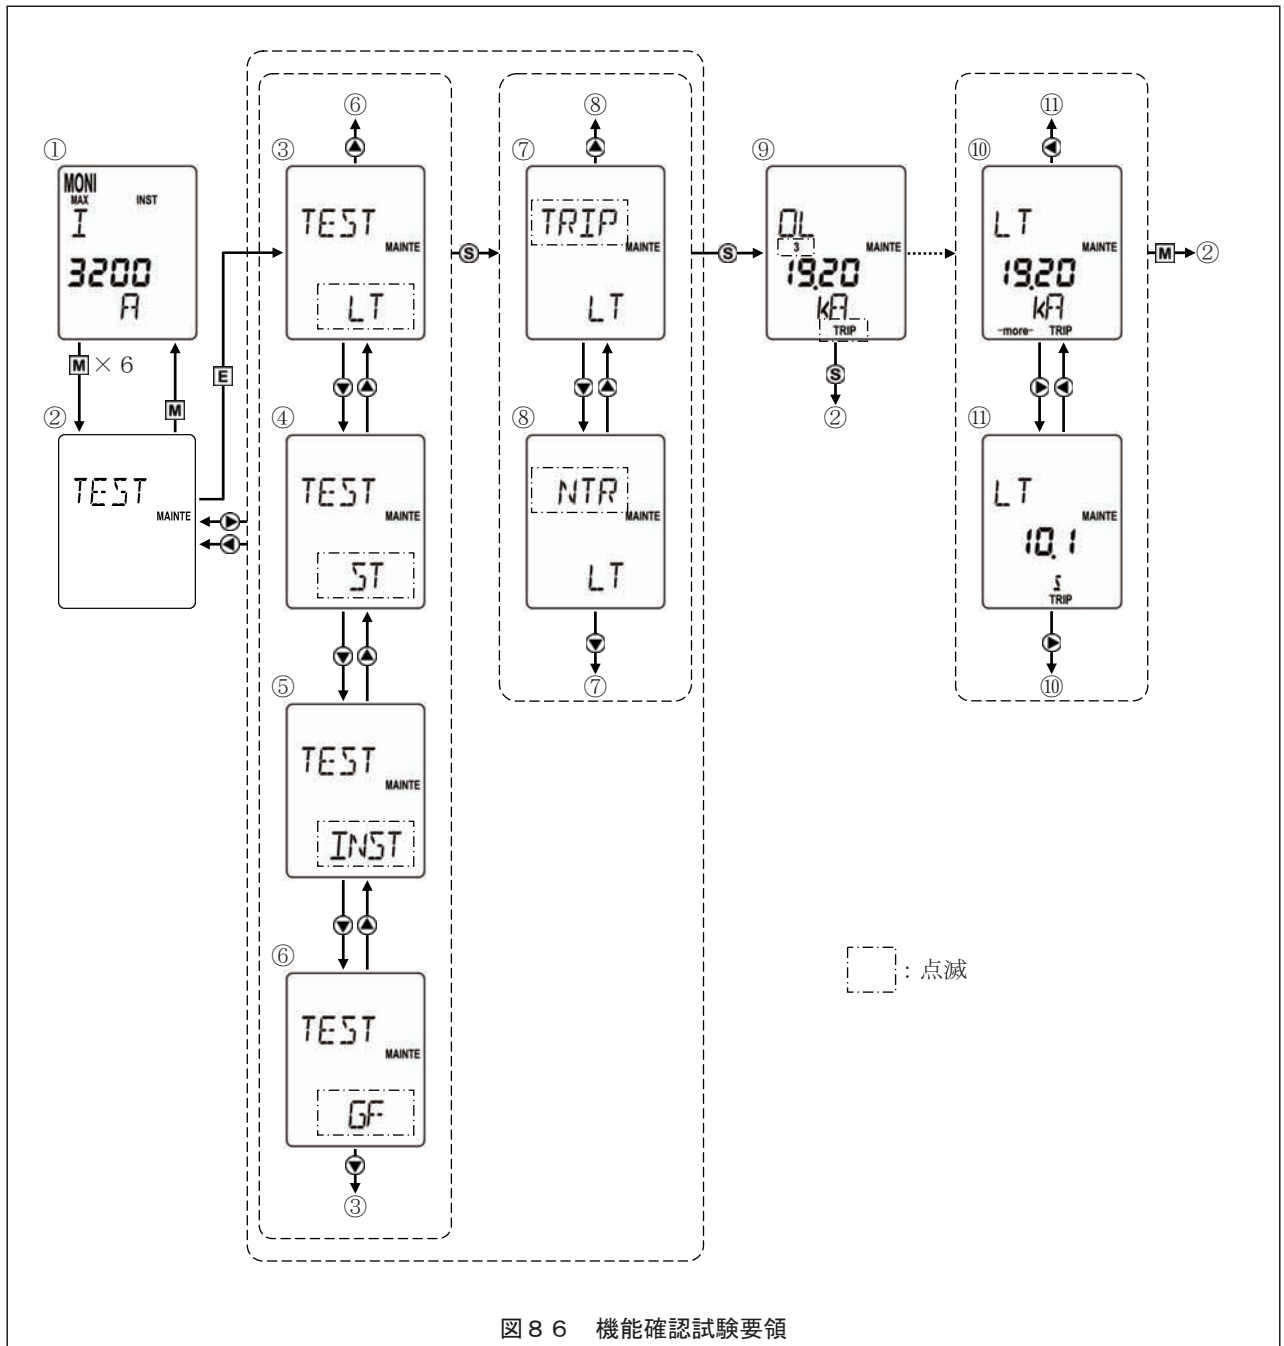 ①
MONI
MAX INST
I
3200
A
M × 6
M
②
TEST
MAINTE
E
⑥
③
TEST
MAINTE
LT
④
TEST
MAINTE
ST
⑤
TEST
MAINTE
INST
⑥
TEST
MAINTE
GF
③
S
⑧
⑦
TRIP
MAINTE
LT
⑧
NTR
MAINTE
LT
⑦
S
⑨
OL
3 MAINTE
19.20
kA
TRIP
S
②
⑪
⑩
LT
MAINTE
19.20
kA
-more- TRIP
M ②
⑪
LT
MAINTE
10.1
S
TRIP
⑩
：点滅
図８６ 機能確認試験要領